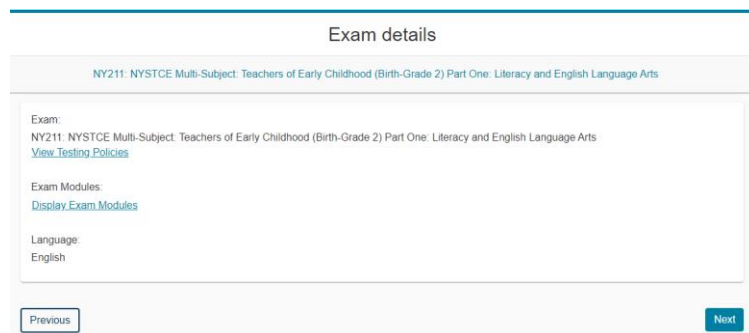 Exam details
NY211: NYSTCE Multi-Subject: Teachers of Early Childhood (Birth-Grade 2) Part One: Literacy and English Language Arts
Exam:
NY211: NYSTCE Multi-Subject: Teachers of Early Childhood (Birth-Grade 2) Part One: Literacy and English Language Arts
View Testing Policies
Exam Modules:
Display Exam Modules
Language:
English
Previous
Next